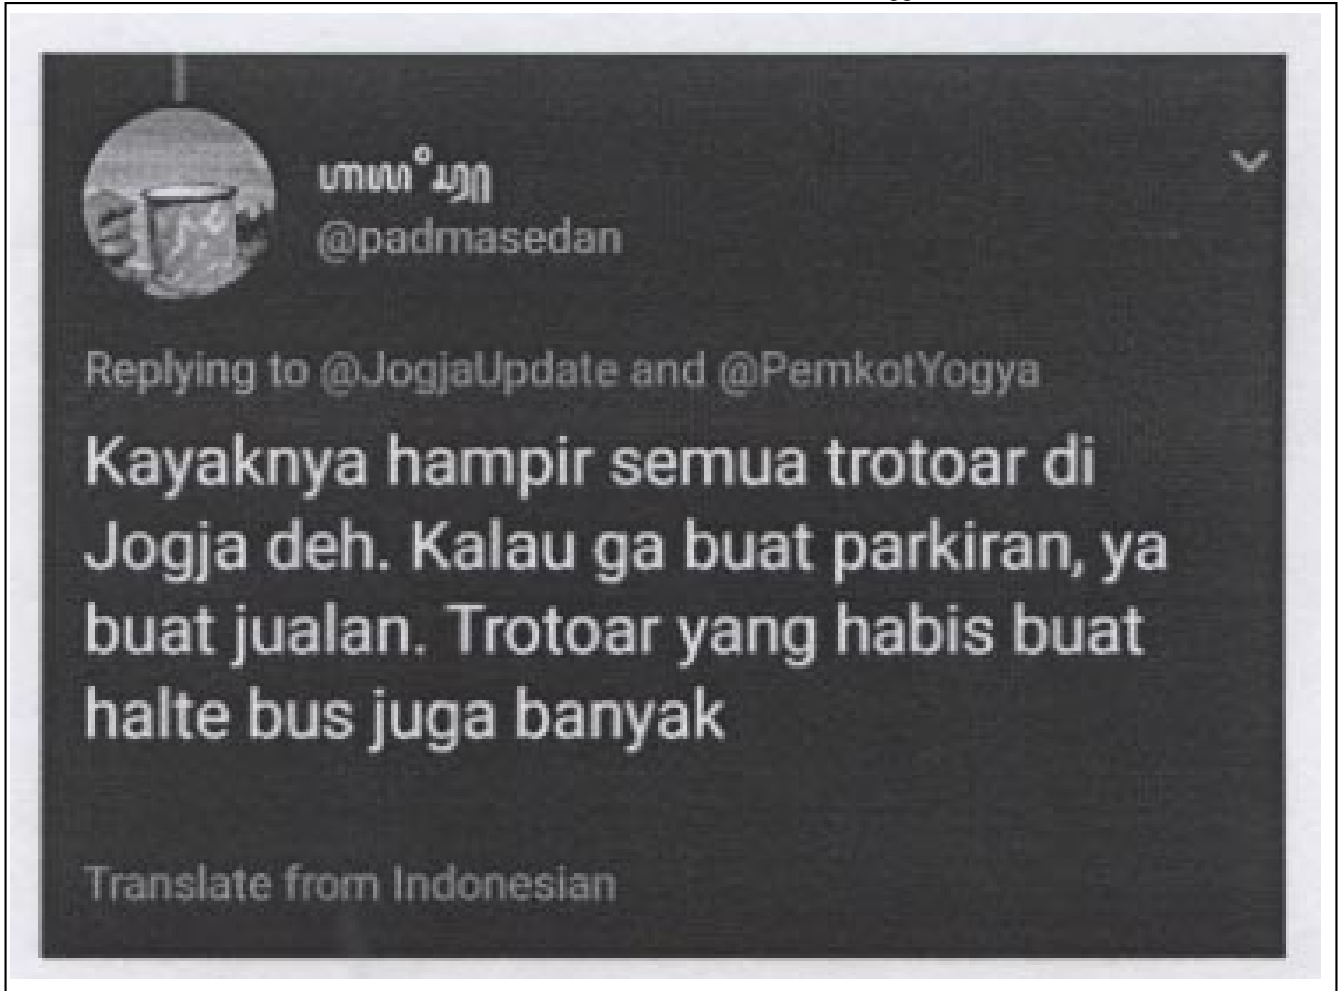 @padmasedan
Replying to @JogjaUpdate and @PemkotYogya
Kayaknya hampir semua trotoar di
Jogja deh. Kalau ga buat parkiran, ya
buat jualan. Trotoar yang habis buat
halte bus juga banyak
Translate from Indonesian